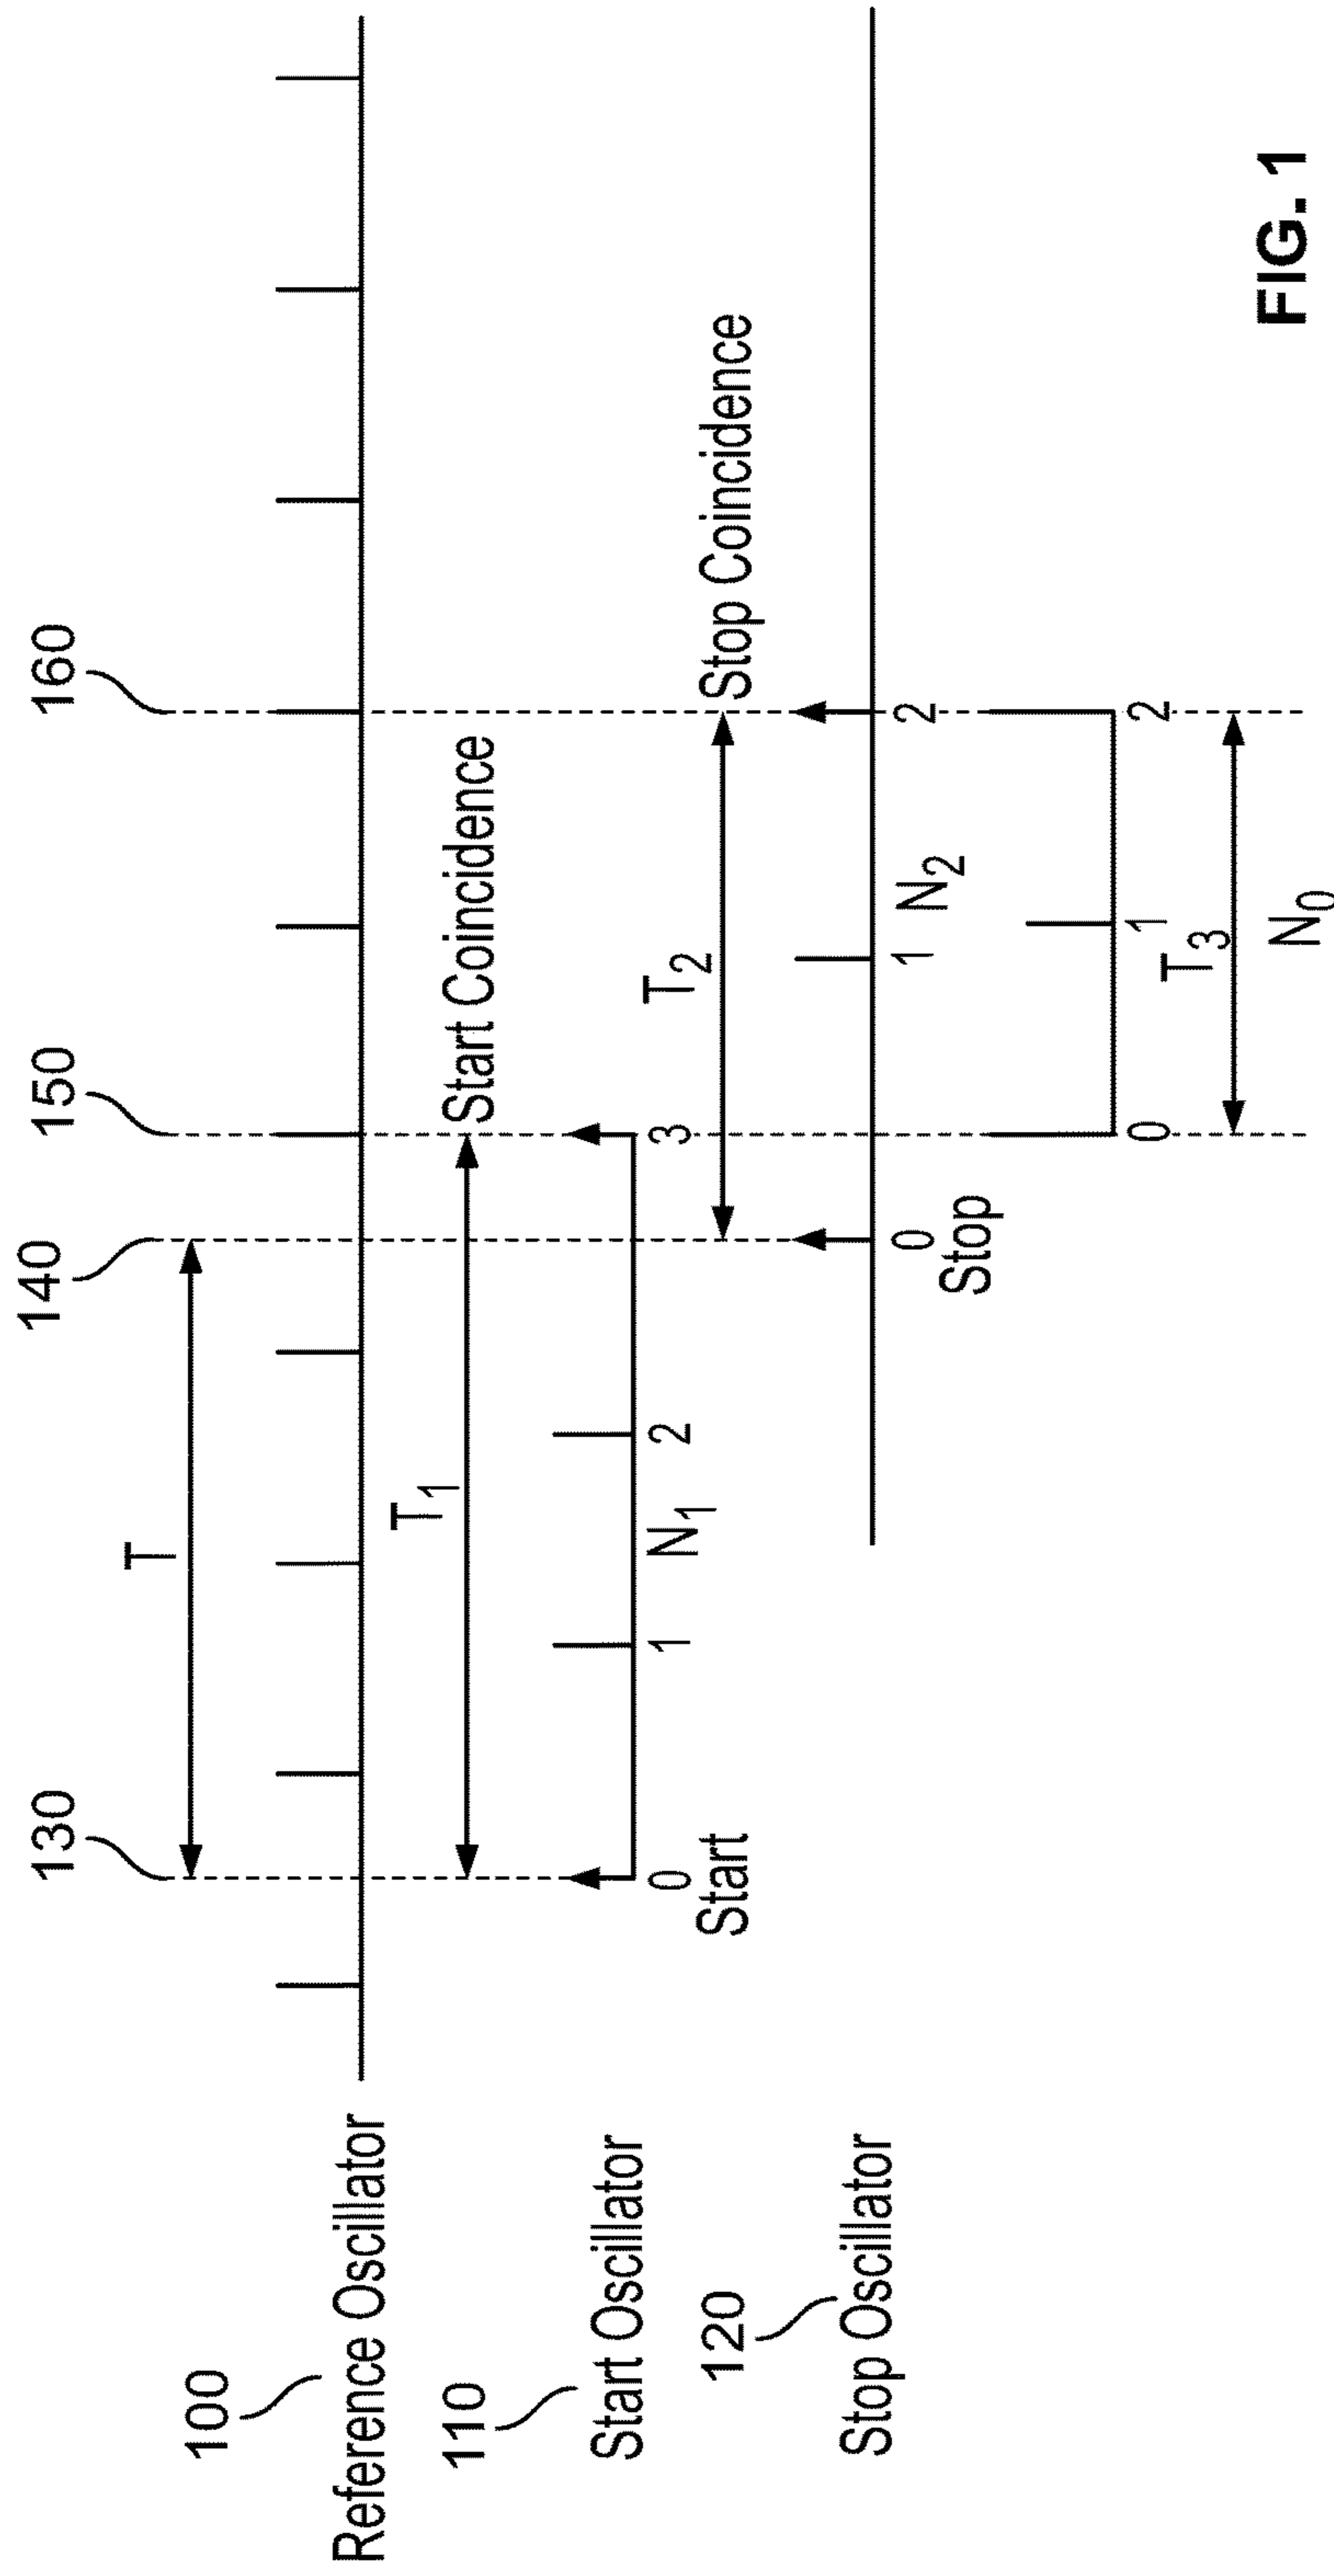 130
140
150
160
T
100
Reference Oscillator
T1
Start Coincidence
110
Start Oscillator
0
1
N1
2
3
Start
T2
Stop Coincidence
120
Stop Oscillator
0
1
N2
2
Stop
0
1
2
T3
N0
FIG. 1